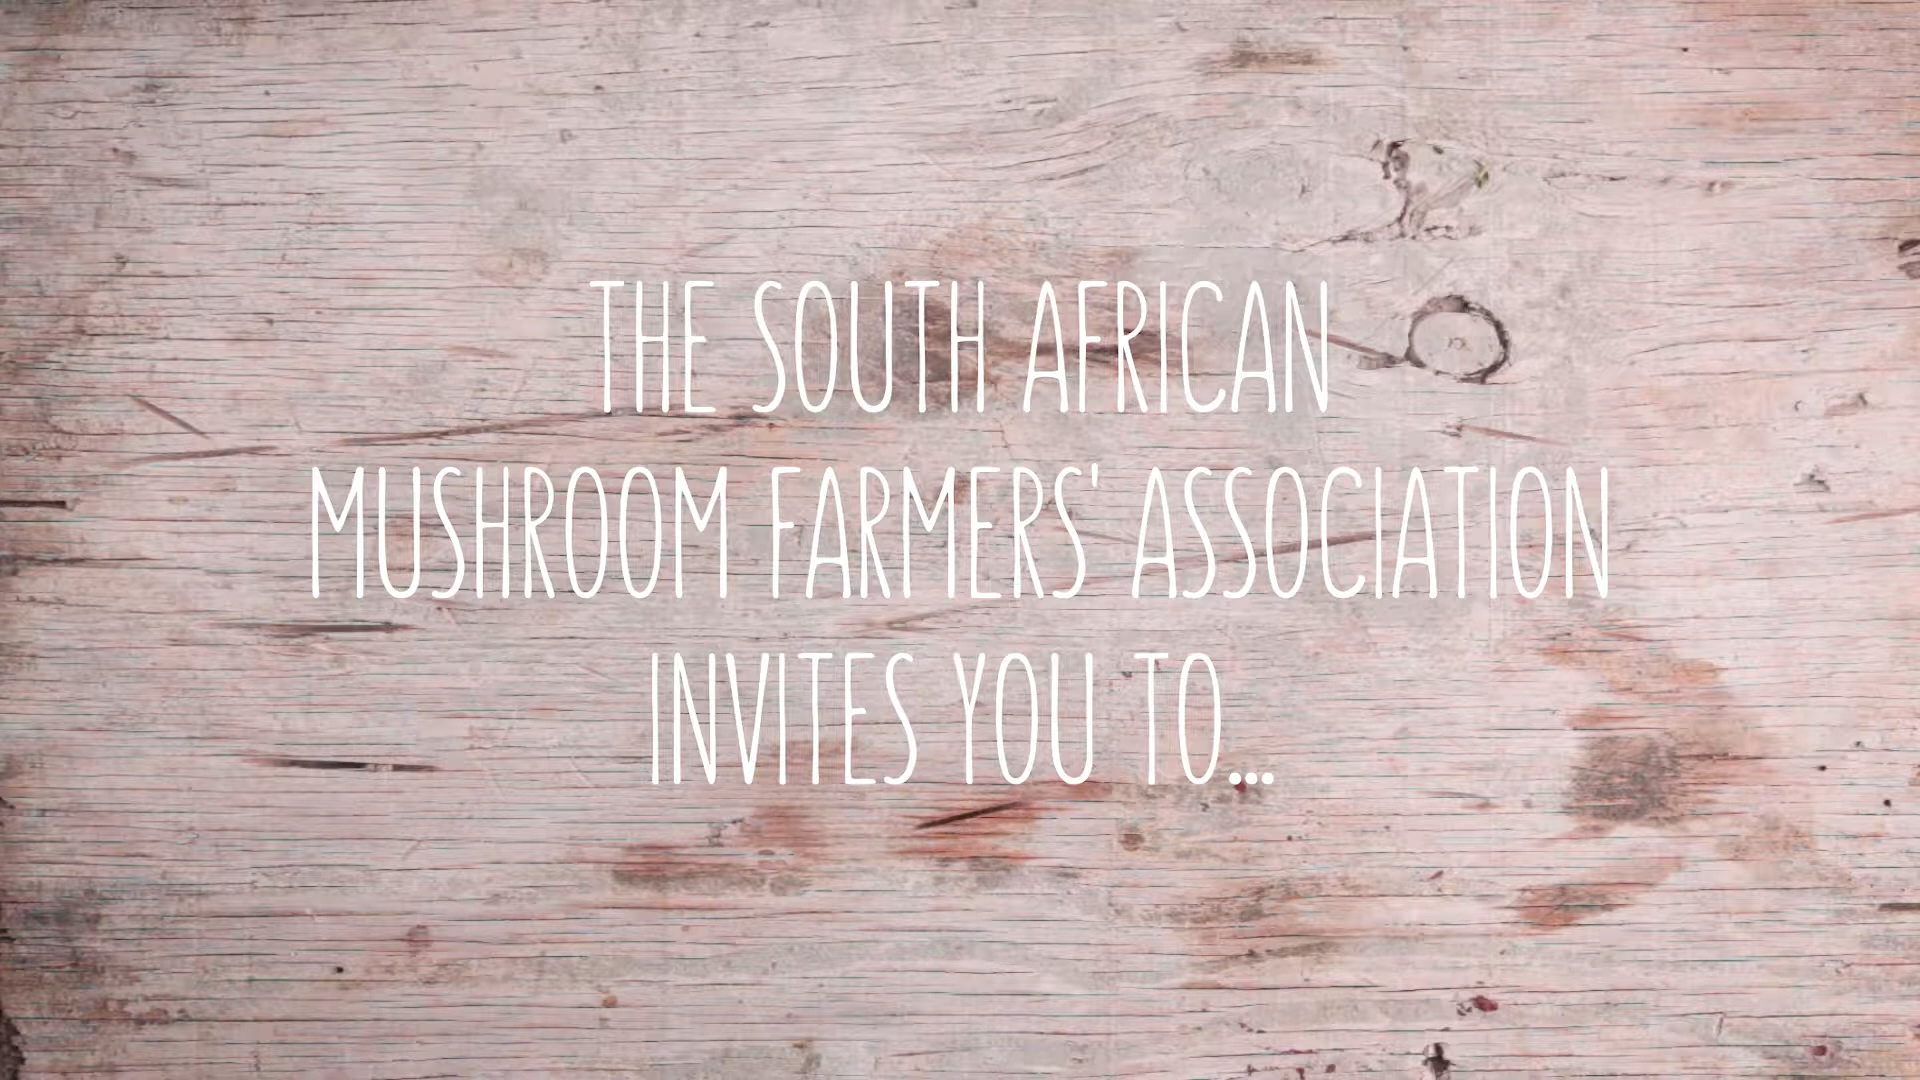 THE SOUTH AFRICAN
MUSHROOM FARMERS' ASSOCIATION
INVITES YOU TO...